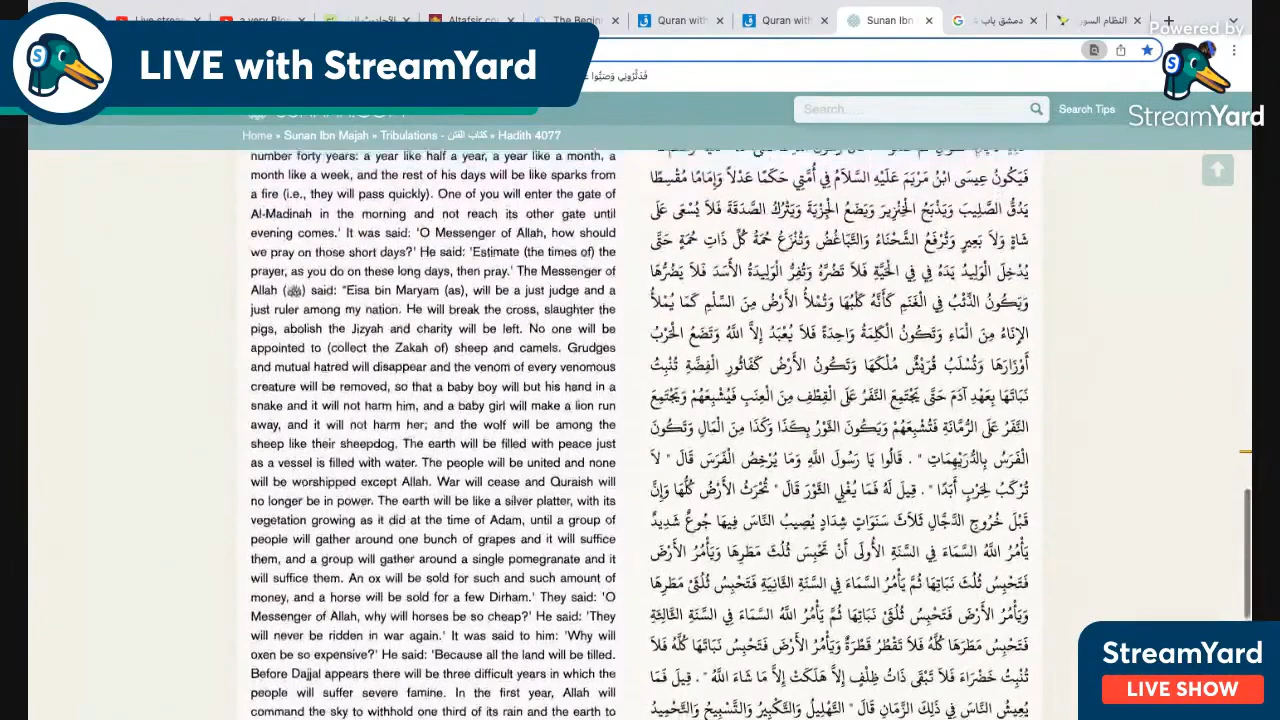 Live stream
a very Blo
Altafsir.co
The Begin
Quran with
Quran with
Sunan Ibn
دمشق باب
النظام السور
Powered by
LIVE with StreamYard
StreamYard
Search.....
Search Tips
Home » Sunan Ibn Majah » Tribulations - كتاب الفتن » Hadith 4077
number forty years: a year like half a year, a year like a month, a
month like a week, and the rest of his days will be like sparks from
a fire (i.e., they will pass quickly). One of you will enter the gate of
Al-Madinah in the morning and not reach its other gate until
evening comes.' It was said: 'O Messenger of Allah, how should
we pray on those short days?' He said: 'Estimate (the times of) the
prayer, as you do on these long days, then pray.' The Messenger of
Allah (ﷺ) said: "Eisa bin Maryam (as), will be a just judge and a
just ruler among my nation. He will break the cross, slaughter the
pigs, abolish the Jizyah and charity will be left. No one will be
appointed to (collect the Zakah of) sheep and camels. Grudges
and mutual hatred will disappear and the venom of every venomous
creature will be removed, so that a baby boy will but his hand in a
snake and it will not harm him, and a baby girl will make a lion run
away, and it will not harm her; and the wolf will be among the
sheep like their sheepdog. The earth will be filled with peace just
as a vessel is filled with water. The people will be united and none
will be worshipped except Allah. War will cease and Quraish will
no longer be in power. The earth will be like a silver platter, with its
vegetation growing as it did at the time of Adam, until a group of
people will gather around one bunch of grapes and it will suffice
them, and a group will gather around a single pomegranate and it
will suffice them. An ox will be sold for such and such amount of
money, and a horse will be sold for a few Dirham.' They said: 'O
Messenger of Allah, why will horses be so cheap?' He said: 'They
will never be ridden in war again.' It was said to him: 'Why will
oxen be so expensive?' He said: 'Because all the land will be tilled.
Before Dajjal appears there will be three difficult years in which the
people will suffer severe famine. In the first year, Allah will
command the sky to withhold one third of its rain and the earth to
فَيَكُونُ عِيسَى ابْنُ مَرْيَمَ عَلَيْهِ السَّلاَمُ فِي أُمَّتِي حَكَمًا عَدْلاً وَإِمَامًا مُقْسِطًا
يَدُقُّ الصَّلِيبَ وَيَذْبَحُ الْخِنْزِيرَ وَيَضَعُ الْجِزْيَةَ وَيَتْرُكُ الصَّدَقَةَ فَلاَ يُسْعَى عَلَى
شَاةٍ وَلاَ بَعِيرٍ وَتُرْفَعُ الشَّحْنَاءُ وَالتَّبَاغُضُ وَتُنْزَعُ حُمَةُ كُلِّ ذَاتِ حُمَةٍ حَتَّى
يُدْخِلَ الْوَلِيدُ يَدَهُ فِي فِي الْحَيَّةِ فَلاَ تَضُرَّهُ وَتُفِرُّ الْوَلِيدَةُ الأَسَدَ فَلاَ يَضُرُّهَا
وَيَكُونُ الذِّئْبُ فِي الْغَنَمِ كَأَنَّهُ كَلْبُهَا وَتُمْلأُ الأَرْضُ مِنَ السِّلْمِ كَمَا يُمْلأُ
الإِنَاءُ مِنَ الْمَاءِ وَتَكُونُ الْكَلِمَةُ وَاحِدَةً فَلاَ يُعْبَدُ إِلاَّ اللَّهُ وَتَضَعُ الْحَرْبُ
أَوْزَارَهَا وَتُسْلَبُ قُرَيْشٌ مُلْكَهَا وَتَكُونُ الأَرْضُ كَفَاثُورِ الْفِضَّةِ تُنْبِتُ
نَبَاتَهَا بِعَهْدِ آدَمَ حَتَّى يَجْتَمِعَ النَّفَرُ عَلَى الْقِطْفِ مِنَ الْعِنَبِ فَيُشْبِعَهُمْ وَيَجْتَمِعَ
النَّفَرُ عَلَى الرُّمَّانَةِ فَتُشْبِعَهُمْ وَيَكُونَ الثَّوْرُ بِكَذَا وَكَذَا مِنَ الْمَالِ وَتَكُونَ
الْفَرَسُ بِالدُّرَيْهِمَاتِ " . قَالُوا يَا رَسُولَ اللَّهِ وَمَا يُرْخِصُ الْفَرَسَ قَالَ " لاَ
تُرْكَبُ لِحَرْبٍ أَبَدًا " . قِيلَ لَهُ فَمَا يُغْلِي الثَّوْرَ قَالَ " تُحْرَثُ الأَرْضُ كُلُّهَا وَإِنَّ
قَبْلَ خُرُوجِ الدَّجَّالِ ثَلاَثَ سَنَوَاتٍ شِدَادٍ يُصِيبُ النَّاسَ فِيهَا جُوعٌ شَدِيدٌ
يَأْمُرُ اللَّهُ السَّمَاءَ فِي السَّنَةِ الأُولَى أَنْ تَحْبِسَ ثُلُثَ مَطَرِهَا وَيَأْمُرُ الأَرْضَ
فَتَحْبِسُ ثُلُثَ نَبَاتِهَا ثُمَّ يَأْمُرُ السَّمَاءَ فِي السَّنَةِ الثَّانِيَةِ فَتَحْبِسُ ثُلُثَىْ مَطَرِهَا
وَيَأْمُرُ الأَرْضَ فَتَحْبِسُ ثُلُثَىْ نَبَاتِهَا ثُمَّ يَأْمُرُ اللَّهُ السَّمَاءَ فِي السَّنَةِ الثَّالِثَةِ
فَتَحْبِسُ مَطَرَهَا كُلَّهُ فَلاَ تَقْطُرُ قَطْرَةٌ وَيَأْمُرُ الأَرْضَ فَتَحْبِسُ نَبَاتَهَا كُلَّهُ فَلاَ
تُنْبِتُ خَضْرَاءَ فَلاَ تَبْقَى ذَاتُ ظِلْفٍ إِلاَّ هَلَكَتْ إِلاَّ مَا شَاءَ اللَّهُ " . قِيلَ فَمَا
يُعِيشُ النَّاسَ فِي ذَلِكَ الزَّمَانِ قَالَ " التَّهْلِيلُ وَالتَّكْبِيرُ وَالتَّسْبِيحُ وَالتَّحْمِيدُ
StreamYard
LIVE SHOW